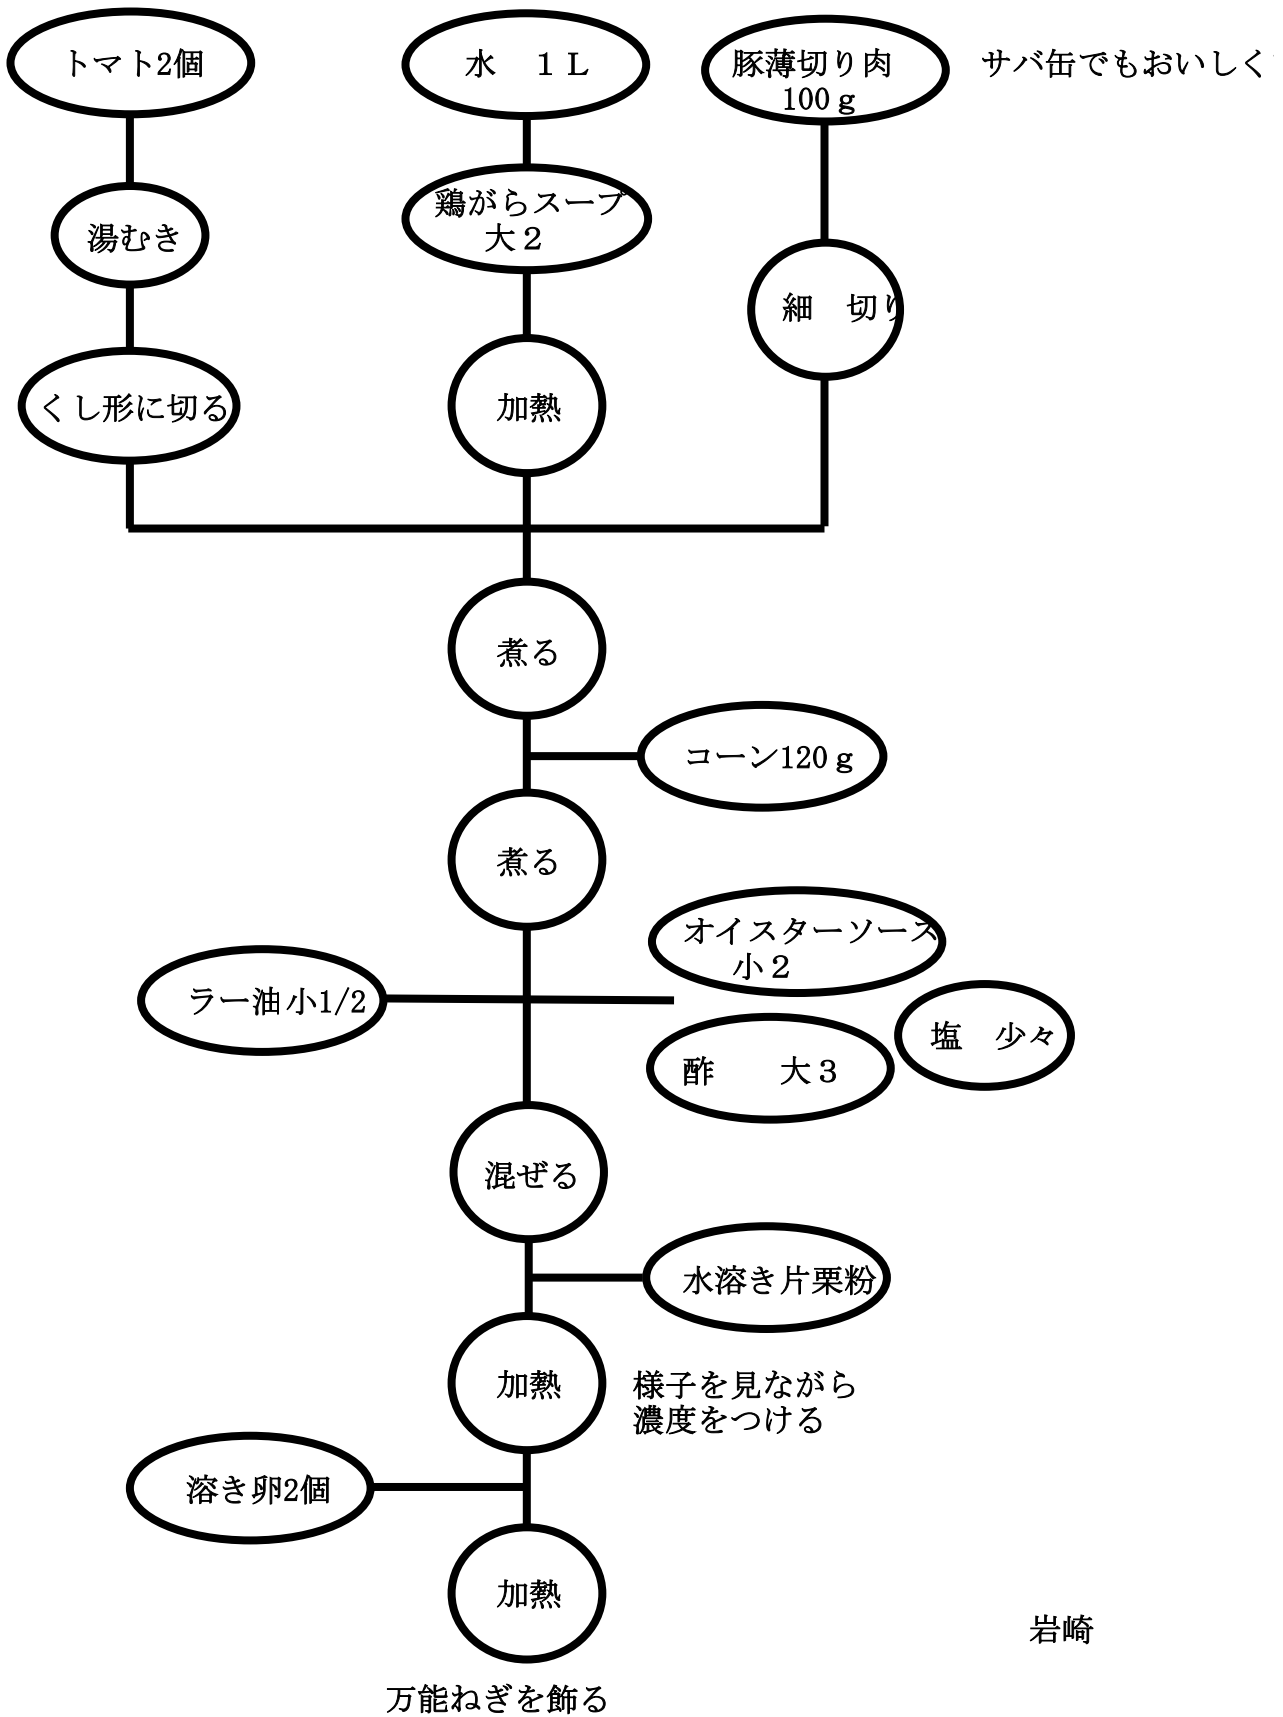 トマト2個
水　１Ｌ
豚薄切り肉
100ｇ
サバ缶でもおいしく
鶏がらスープ
大２
湯むき
細　切り
くし形に切る
加熱
煮る
コーン120ｇ
煮る
オイスターソース
小２
ラー油 小1/2
塩　少々
酢　　大３
混ぜる
水溶き片栗粉
加熱
様子を見ながら
濃度をつける
溶き卵2個
加熱
岩崎
万能ねぎを飾る